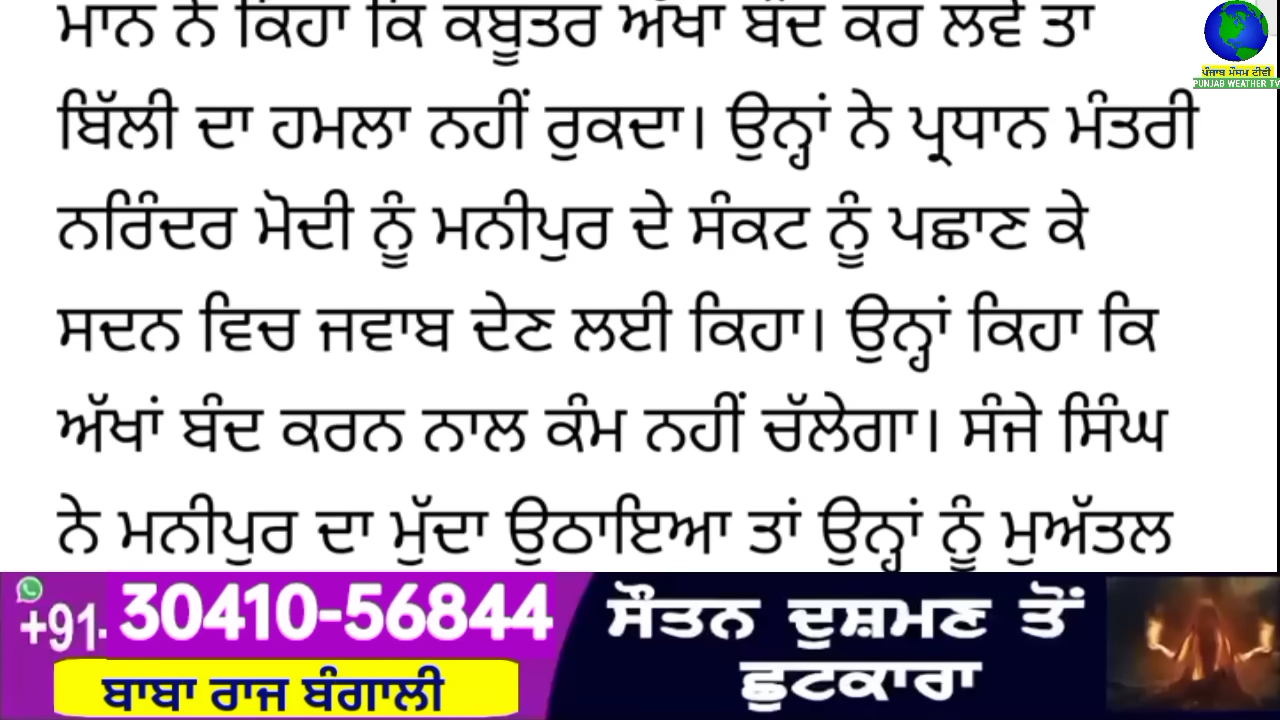 ਮਾਨ ਨੇ ਕਿਹਾ ਕਿ ਕਬੂਤਰ ਅੱਖਾਂ ਬੰਦ ਕਰ ਲਵੇ ਤਾਂ
ਬਿੱਲੀ ਦਾ ਹਮਲਾ ਨਹੀਂ ਰੁਕਦਾ। ਉਨ੍ਹਾਂ ਨੇ ਪ੍ਰਧਾਨ ਮੰਤਰੀ
ਨਰਿੰਦਰ ਮੋਦੀ ਨੂੰ ਮਨੀਪੁਰ ਦੇ ਸੰਕਟ ਨੂੰ ਪਛਾਣ ਕੇ
ਸਦਨ ਵਿਚ ਜਵਾਬ ਦੇਣ ਲਈ ਕਿਹਾ। ਉਨ੍ਹਾਂ ਕਿਹਾ ਕਿ
ਅੱਖਾਂ ਬੰਦ ਕਰਨ ਨਾਲ ਕੰਮ ਨਹੀਂ ਚੱਲੇਗਾ। ਸੰਜੇ ਸਿੰਘ
ਨੇ ਮਨੀਪੁਰ ਦਾ ਮੁੱਦਾ ਉਠਾਇਆ ਤਾਂ ਉਨ੍ਹਾਂ ਨੂੰ ਮੁਅੱਤਲ
ਪੰਜਾਬ ਮੌਸਮ ਟੀਵੀ
PUNJAB WEATHER TV
+91-30410-56844
ਬਾਬਾ ਰਾਜ ਬੰਗਾਲੀ
ਸੌਤਨ ਦੁਸ਼ਮਣ ਤੋਂ
ਛੁਟਕਾਰਾ